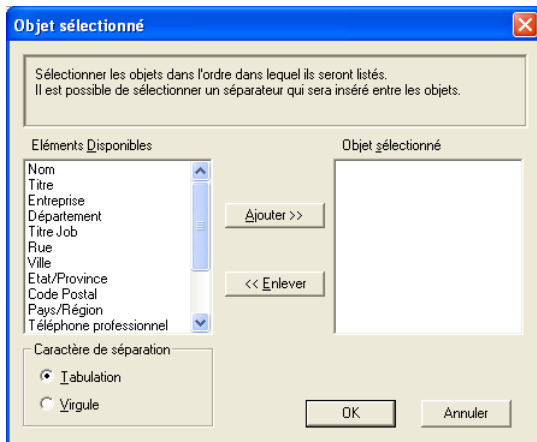 Objet sélectionné
Sélectionner les objets dans l'ordre dans lequel ils seront listés.
Il est possible de sélectionner un séparateur qui sera inséré entre les objets.
Eléments Disponibles
Nom
Titre
Entreprise
Département
Titre Job
Rue
Ville
Etat/Province
Code Postal
Pays/Région
Téléphone professionnel
Ajouter >>
<< Enlever
Objet sélectionné
Caractère de séparation
Tabulation
Virgule
OK
Annuler